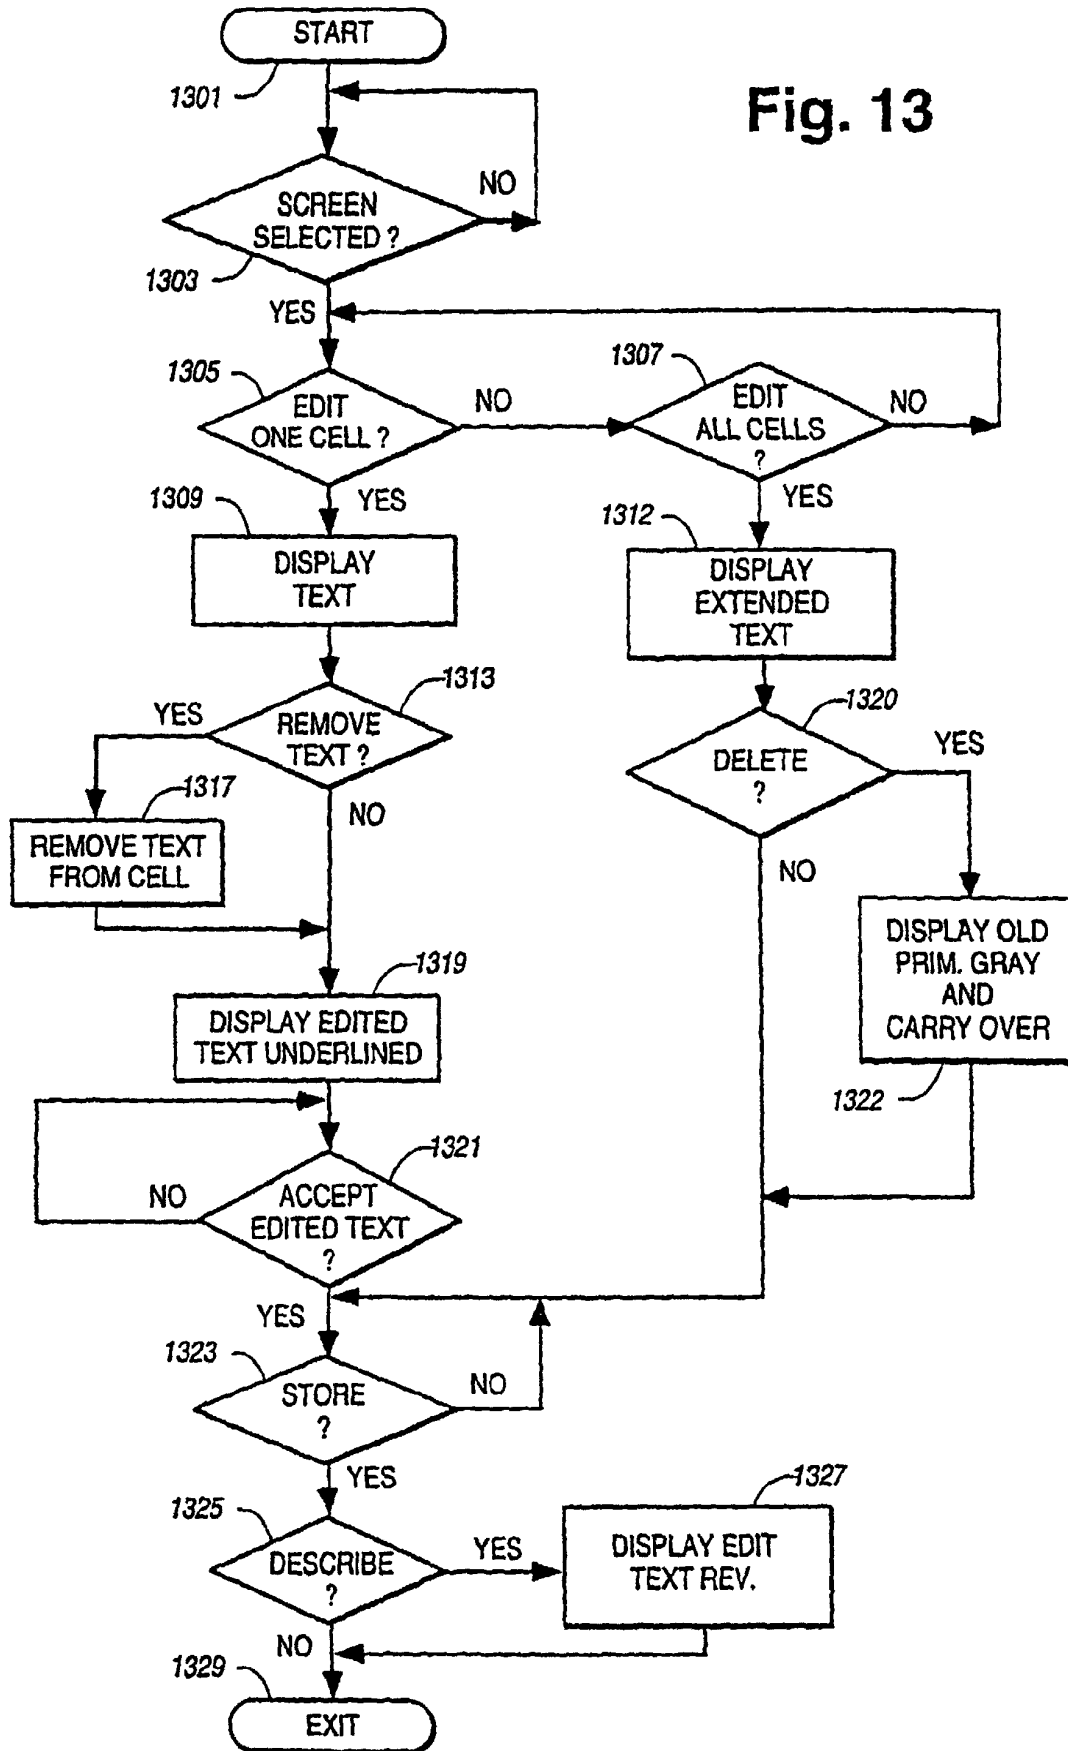 START
1301
Fig. 13
NO
SCREEN
SELECTED ?
1303
YES
1305
EDIT
ONE CELL ?
NO
1307
EDIT
ALL CELLS
?
NO
YES
1309
DISPLAY
TEXT
YES
1312
DISPLAY
EXTENDED
TEXT
1313
YES
REMOVE
TEXT ?
NO
1317
REMOVE TEXT
FROM CELL
1320
DELETE
?
YES
NO
DISPLAY OLD
PRIM. GRAY
AND
CARRY OVER
1322
1319
DISPLAY EDITED
TEXT UNDERLINED
1321
NO
ACCEPT
EDITED TEXT
?
YES
1323
STORE
?
NO
YES
1325
DESCRIBE
?
YES
1327
DISPLAY EDIT
TEXT REV.
NO
1329
EXIT